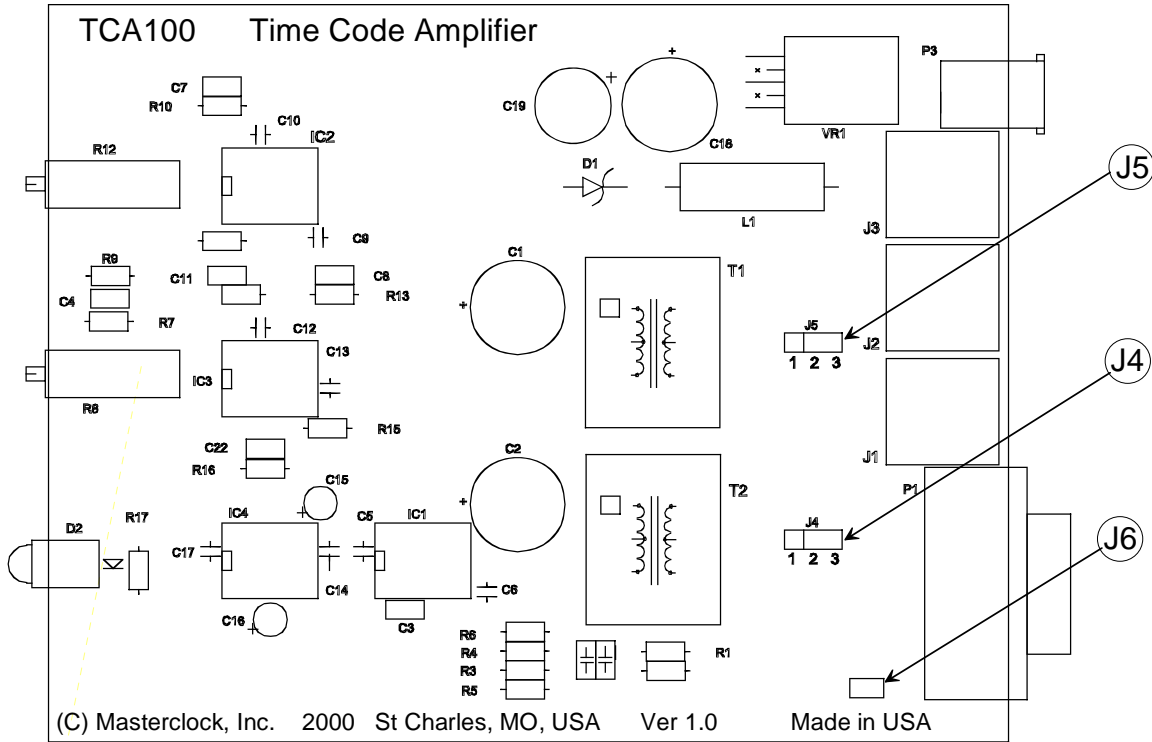 TCA100 Time Code Amplifier
C7
R10
C10
IC2
R12
C19
C18
VR1
P3
D1
L1
J5
J3
C9
R9
C11
C8
C4
R13
R7
C1
T1
C12
C13
J5
1 2 3
J2
J4
IC3
R8
R15
C22
R16
C15
C2
T2
J1
P1
R17
D2
IC4
C5
IC1
J4
1 2 3
J6
C17
C14
C6
C16
C3
R6
R4
R3
R5
R1
(C) Masterclock, Inc. 2000 St Charles, MO, USA Ver 1.0 Made in USA